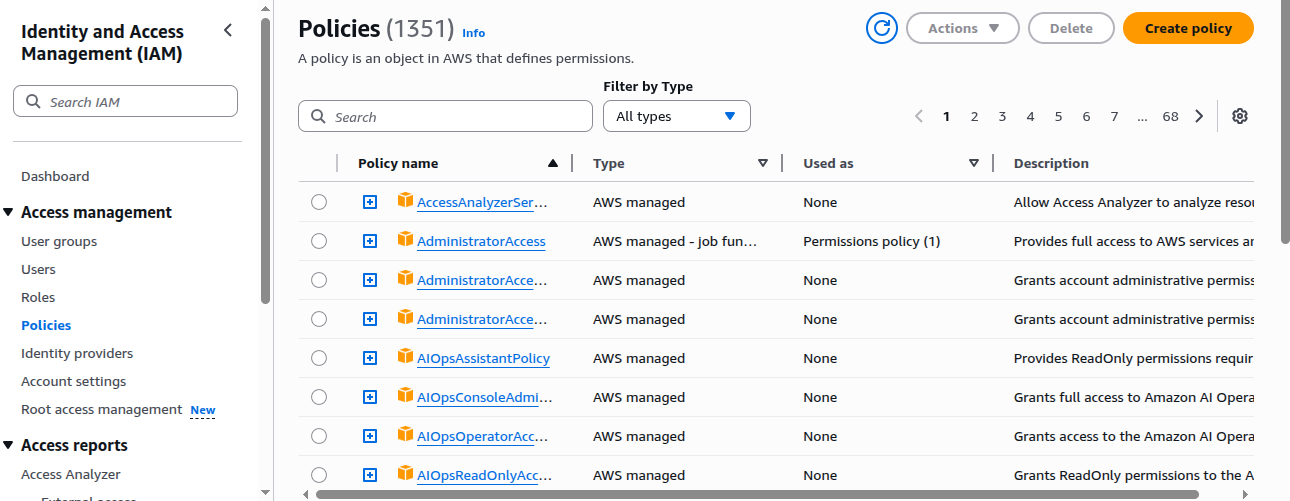 Identity and Access
Management (IAM)
Search IAM
Dashboard
Access management
User groups
Users
Roles
Policies
Identity providers
Account settings
Root access management New
Access reports
Access Analyzer
External access
Policies (1351) Info
Actions
Delete
Create policy
A policy is an object in AWS that defines permissions.
Filter by Type
Search
All types
1 2 3 4 5 6 7 ... 68
Policy name Type Used as Description
AccessAnalyzerSer... AWS managed None Allow Access Analyzer to analyze resou
AdministratorAccess AWS managed - job fun... Permissions policy (1) Provides full access to AWS services an
AdministratorAcce... AWS managed None Grants account administrative permiss
AdministratorAcce... AWS managed None Grants account administrative permiss
AIOpsAssistantPolicy AWS managed None Provides ReadOnly permissions requir
AIOpsConsoleAdmi... AWS managed None Grants full access to Amazon AI Opera
AIOpsOperatorAcc... AWS managed None Grants access to the Amazon AI Opera
AIOpsReadOnlyAcc... AWS managed None Grants ReadOnly permissions to the A